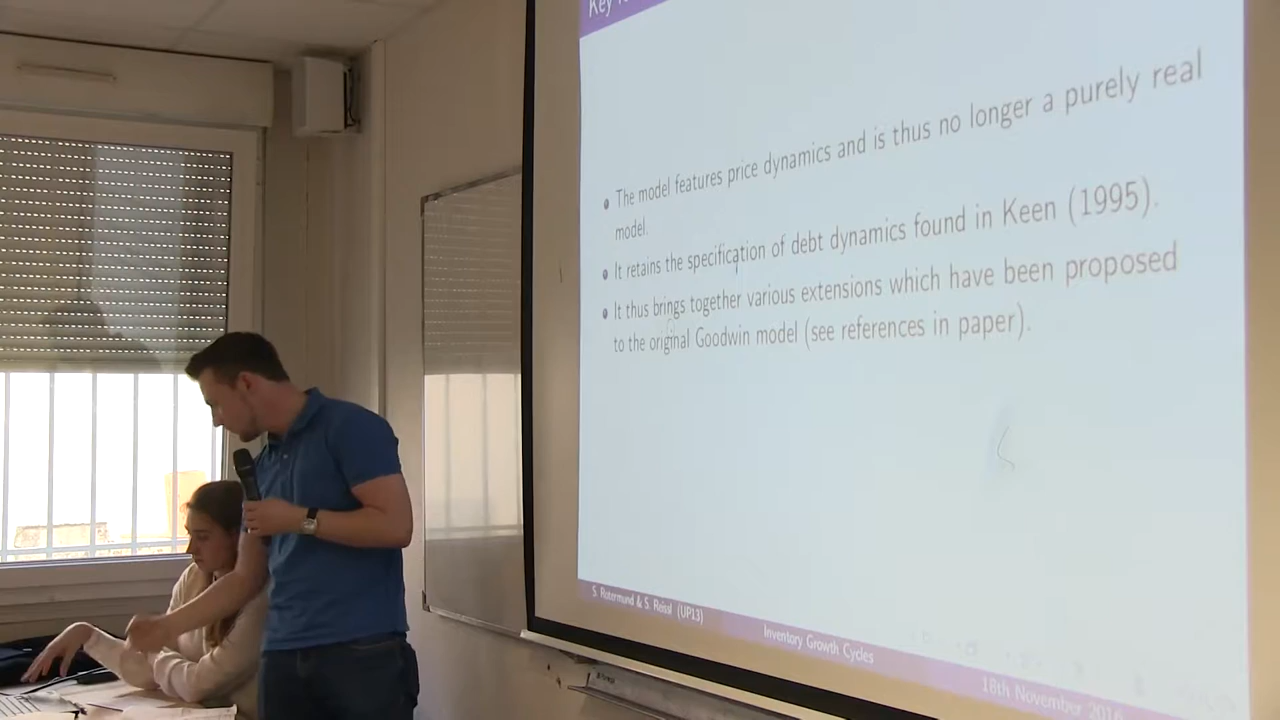 Key
The model features price dynamics and is thus no longer a purely real
model.
It retains the specification of debt dynamics found in Keen (1995).
It thus brings together various extensions which have been proposed
to the original Goodwin model (see references in paper).
S. Rotermund & S. Reissl (UP13)
Inventory Growth Cycles
18th November